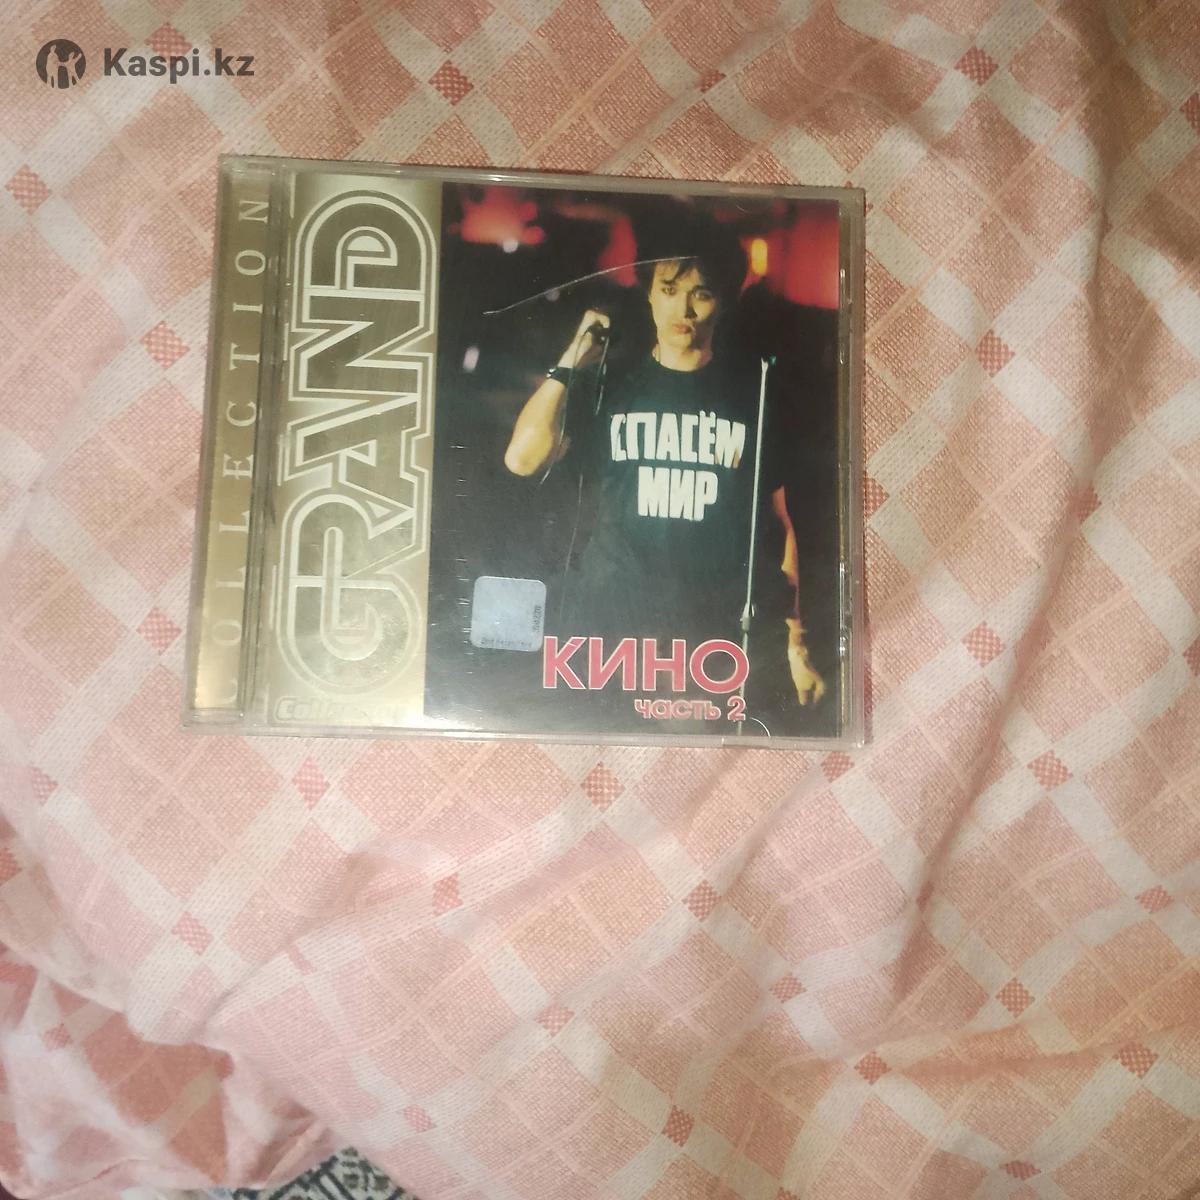 Kaspi.kz
COLLECTION
GRAND
СПАСЁМ
МИР
КИНО
часть 2